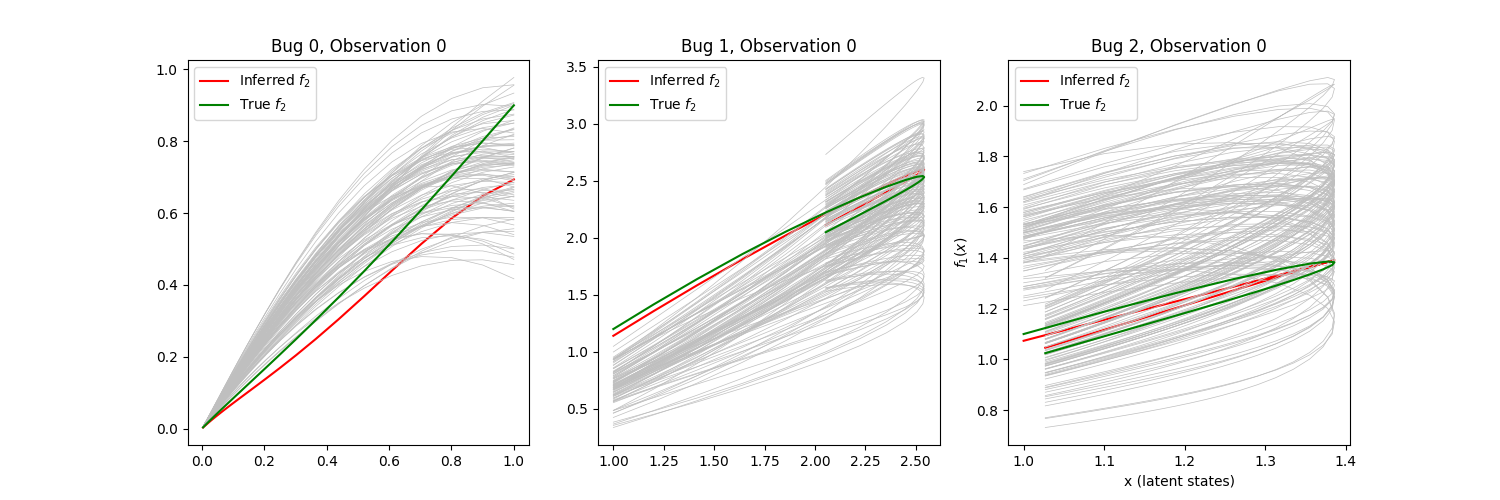 Bug 0, Observation 0
Inferred f₂
True f₂
1.0
0.8
0.6
0.4
0.2
0.0
0.0 0.2 0.4 0.6 0.8 1.0
Bug 1, Observation 0
Inferred f₂
True f₂
3.5
3.0
2.5
2.0
1.5
1.0
0.5
1.00 1.25 1.50 1.75 2.00 2.25 2.50
Bug 2, Observation 0
Inferred f₂
True f₂
f₁(x)
2.0
1.8
1.6
1.4
1.2
1.0
0.8
1.0 1.1 1.2 1.3 1.4
x (latent states)